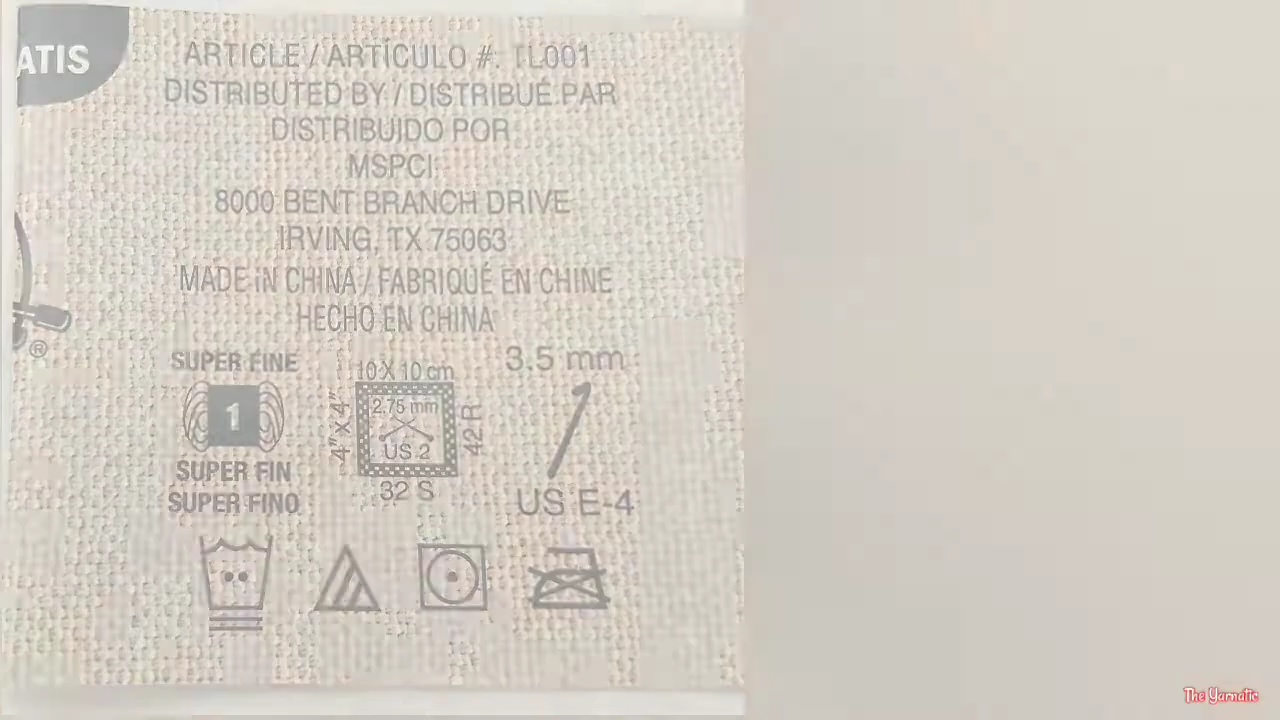 ATIS
ARTICLE / ARTÍCULO #: TL001
DISTRIBUTED BY / DISTRIBUÉ PAR
DISTRIBUIDO POR
MSPCI
8000 BENT BRANCH DRIVE
IRVING, TX 75063
MADE IN CHINA / FABRIQUÉ EN CHINE
HECHO EN CHINA
®
SUPER FINE
1
SUPER FIN
SUPER FINO
10 X 10 cm
4" x 4"
2.75 mm
US 2
42 R
32 S
3.5 mm
US E-4
The Yarnatic